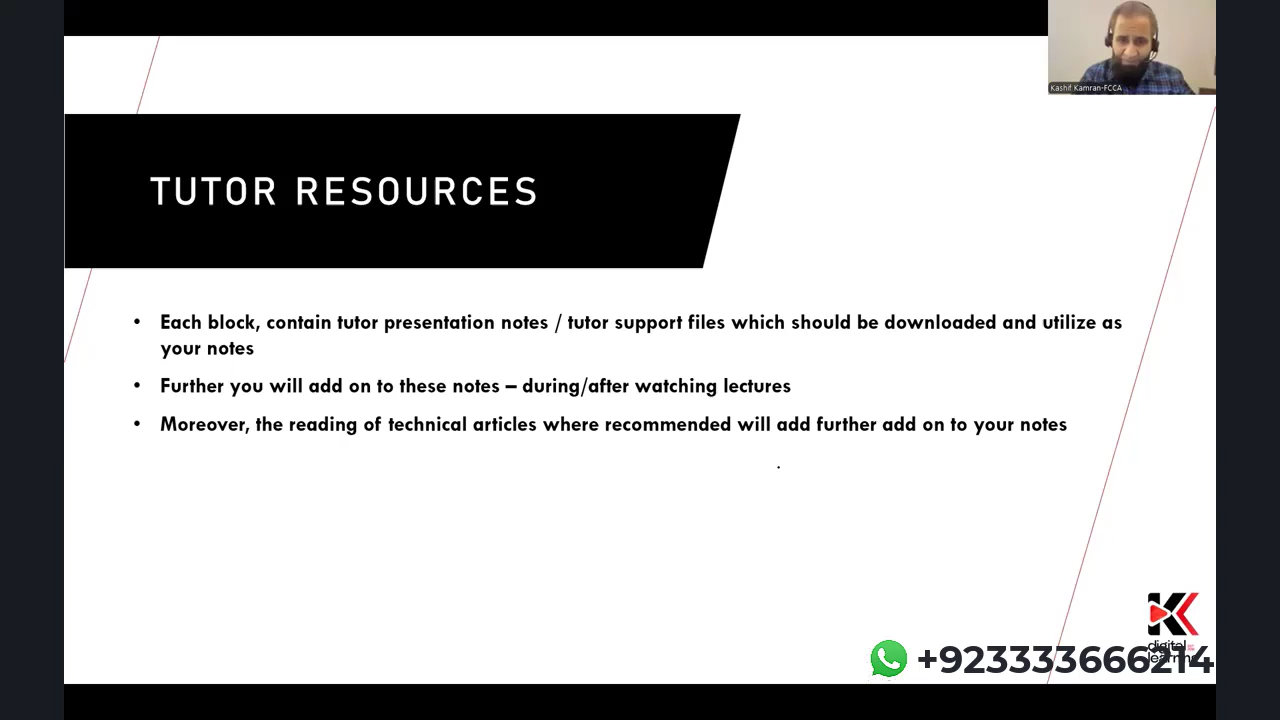 Kashif Kamran-FCCA
TUTOR RESOURCES
• Each block, contain tutor presentation notes / tutor support files which should be downloaded and utilize as
your notes
• Further you will add on to these notes – during/after watching lectures
• Moreover, the reading of technical articles where recommended will add further add on to your notes
K
digital
learning
+923333666214